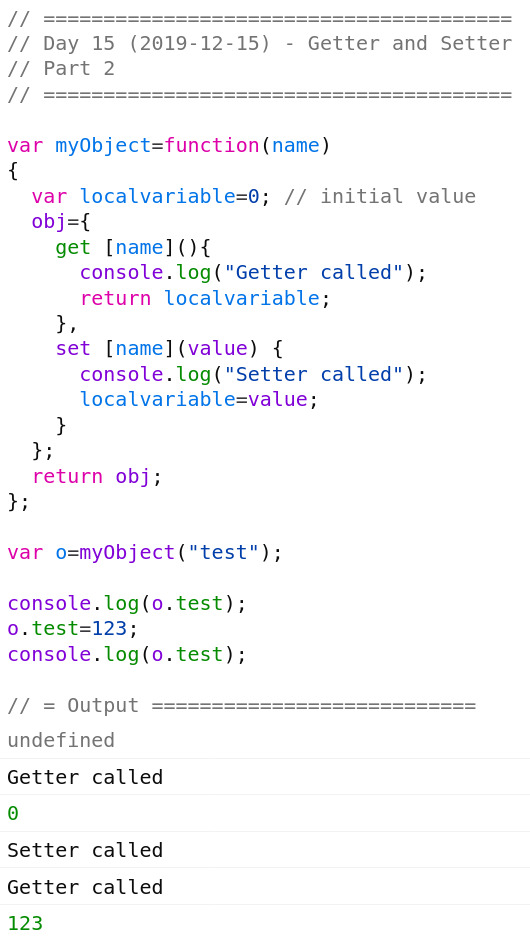 // =======================================
// Day 15 (2019-12-15) - Getter and Setter
// Part 2
// =======================================
var myObject=function(name)
{
  var localvariable=0; // initial value
  obj={
    get [name](){
      console.log("Getter called");
      return localvariable;
    },
    set [name](value) {
      console.log("Setter called");
      localvariable=value;
    }
  };
  return obj;
};
var o=myObject("test");
console.log(o.test);
o.test=123;
console.log(o.test);
// = Output ===========================
undefined
Getter called
0
Setter called
Getter called
123